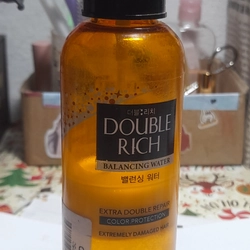 더블:리치
DOUBLE
RICH
BALANCING WATER
밸런싱 워터
EXTRA DOUBLE REPAIR
COLOR PROTECTION
EXTREMELY DAMAGED HAIR